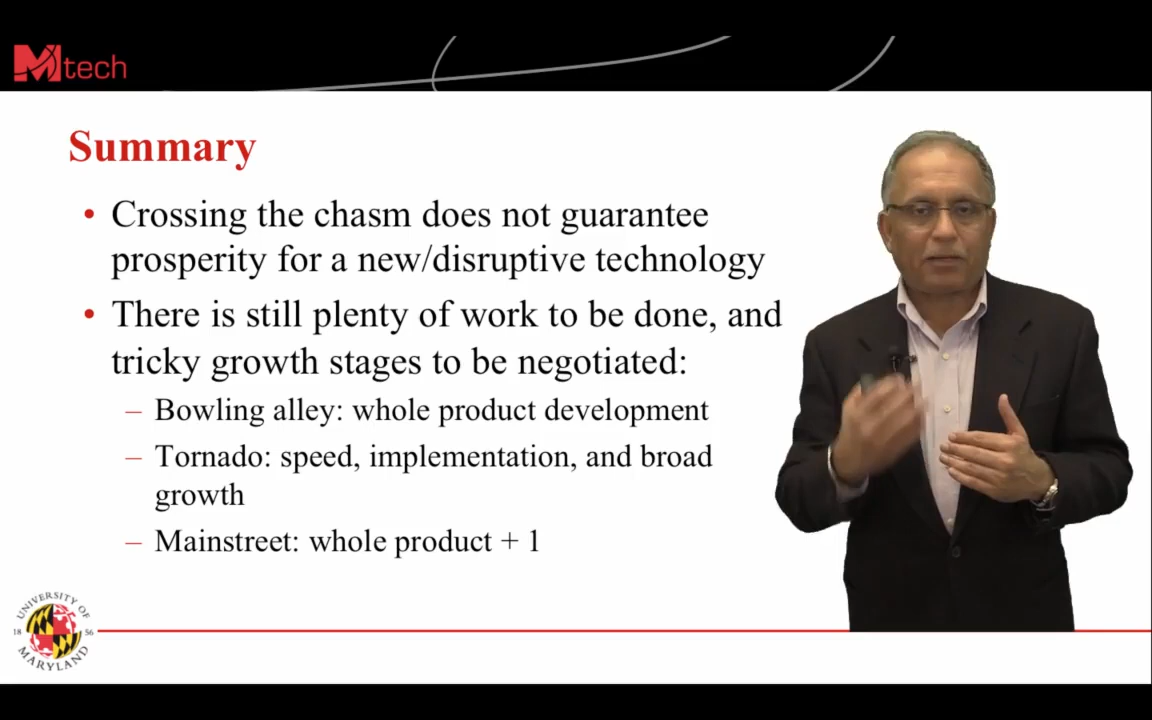 Mtech
Summary
• Crossing the chasm does not guarantee
prosperity for a new/disruptive technology
• There is still plenty of work to be done, and
tricky growth stages to be negotiated:
– Bowling alley: whole product development
– Tornado: speed, implementation, and broad
growth
– Mainstreet: whole product + 1
UNIVERSITY OF
18 56
MARYLAND